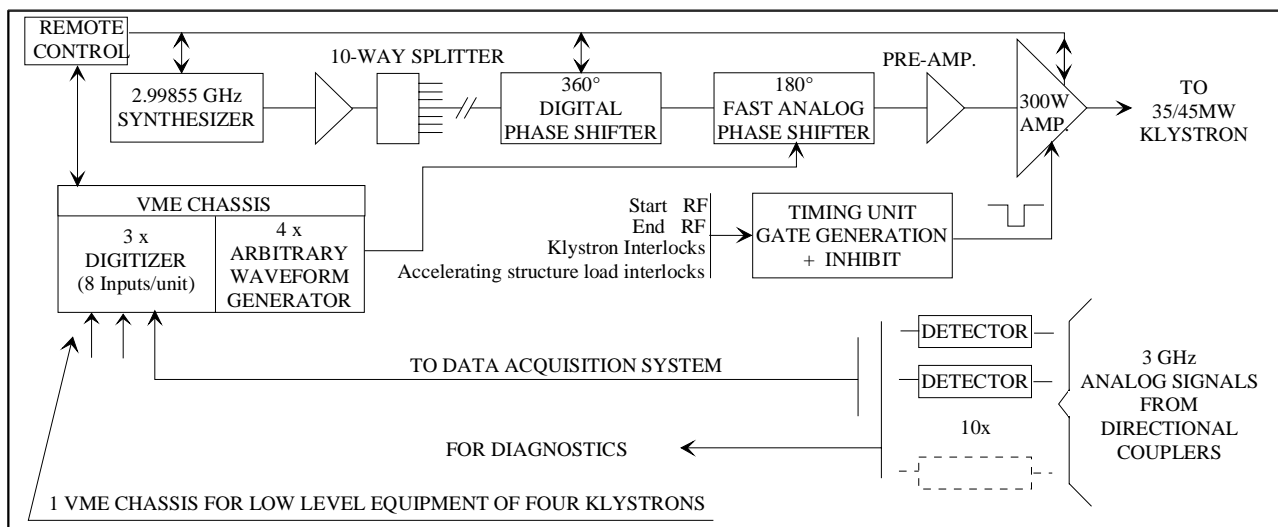 REMOTE
CONTROL
10-WAY SPLITTER
2.99855 GHz
SYNTHESIZER
360°
DIGITAL
PHASE SHIFTER
180°
FAST ANALOG
PHASE SHIFTER
PRE-AMP.
300W
AMP.
TO
35/45MW
KLYSTRON
VME CHASSIS
3 x
DIGITIZER
(8 Inputs/unit)
4 x
ARBITRARY
WAVEFORM
GENERATOR
Start RF
End RF
Klystron Interlocks
Accelerating structure load interlocks
TIMING UNIT
GATE GENERATION
+ INHIBIT
TO DATA ACQUISITION SYSTEM
FOR DIAGNOSTICS
DETECTOR
DETECTOR
10x
3 GHz
ANALOG SIGNALS
FROM
DIRECTIONAL
COUPLERS
1 VME CHASSIS FOR LOW LEVEL EQUIPMENT OF FOUR KLYSTRONS